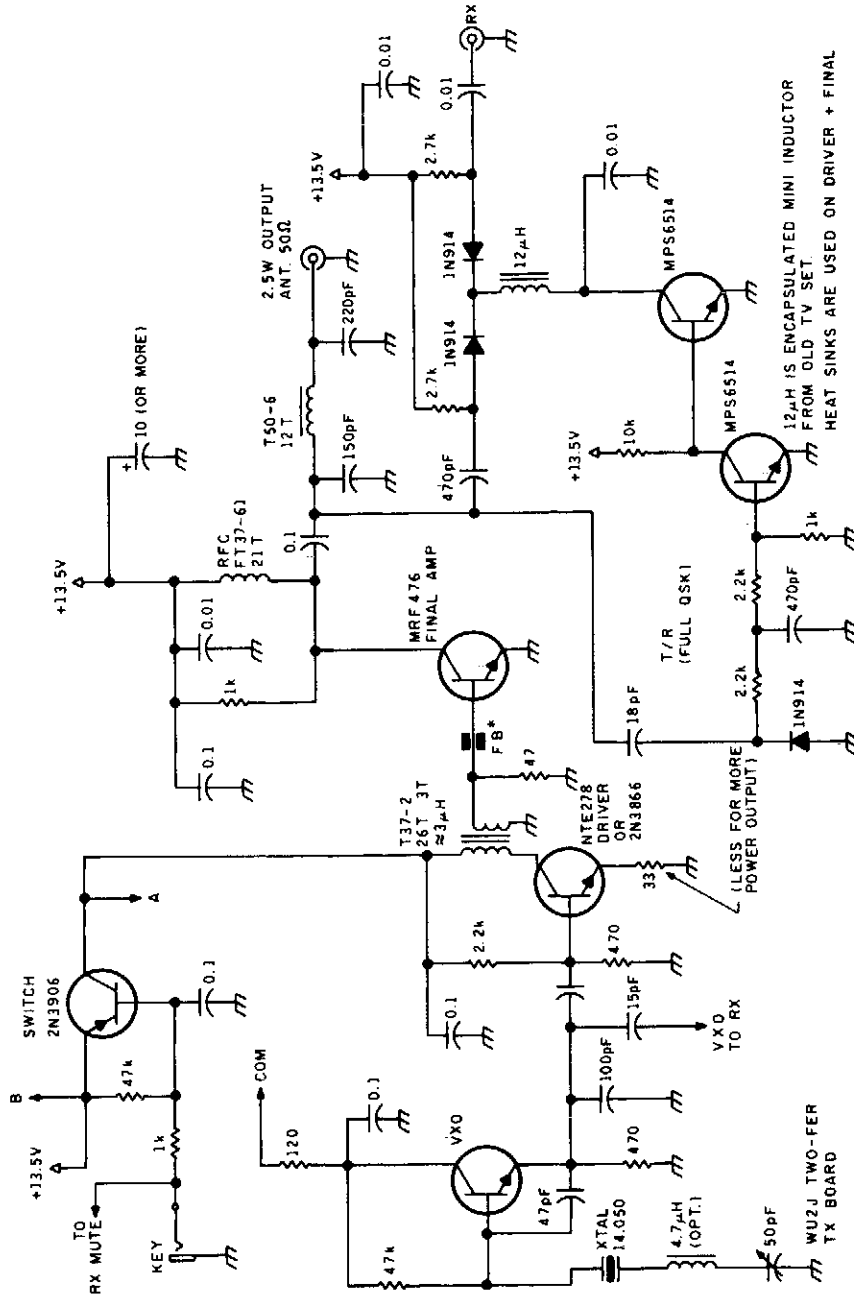 +13.5V
B
SWITCH
2N3906
A
TO
RX MUTE
KEY
1k
47k
0.1
COM
120
0.1
47k
VXO
47pF
470
100pF
15pF
VXO
TO RX
XTAL
14.050
4.7µH
(OPT.)
50pF
WU2J TWO-FER
TX BOARD
0.1
2.2k
470
T37-2
26T 3T
≈3µH
NTE278
DRIVER
OR
2N3866
33
(LESS FOR MORE
POWER OUTPUT)
47
FB*
MRF476
FINAL AMP
+13.5V
10 (OR MORE)
+
0.1
1k
0.01
RFC
FT37-61
21T
0.1
150pF
T50-6
12T
220pF
2.5W OUTPUT
ANT. 50Ω
18pF
1N914
2.2k
470pF
2.2k
1k
T/R
(FULL QSK)
+13.5V
10k
MPS6514
MPS6514
470pF
2.7k
1N914
1N914
2.7k
12µH
0.01
+13.5V
0.01
0.01
RX
12µH IS ENCAPSULATED MINI INDUCTOR
FROM OLD TV SET.
HEAT SINKS ARE USED ON DRIVER + FINAL